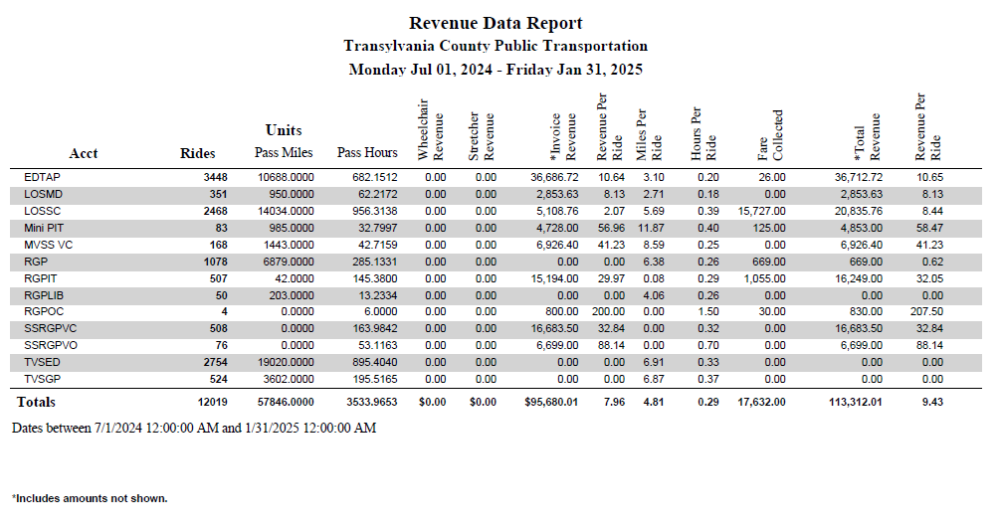 Revenue Data Report
Transylvania County Public Transportation
Monday Jul 01, 2024 - Friday Jan 31, 2025
Units
Acct Rides Pass Miles Pass Hours Wheelchair Revenue Stretcher Revenue *Invoice Revenue Revenue Per Ride Miles Per Ride Hours Per Ride Fare Collected *Total Revenue Revenue Per Ride
EDTAP 3448 10688.0000 682.1512 0.00 0.00 36,686.72 10.64 3.10 0.20 26.00 36,712.72 10.65
LOSMD 351 950.0000 62.2172 0.00 0.00 2,853.63 8.13 2.71 0.18 0.00 2,853.63 8.13
LOSSC 2468 14034.0000 956.3138 0.00 0.00 5,108.76 2.07 5.69 0.39 15,727.00 20,835.76 8.44
Mini PIT 83 985.0000 32.7997 0.00 0.00 4,728.00 56.96 11.87 0.40 125.00 4,853.00 58.47
MVSS VC 168 1443.0000 42.7159 0.00 0.00 6,926.40 41.23 8.59 0.25 0.00 6,926.40 41.23
RGP 1078 6879.0000 285.1331 0.00 0.00 0.00 0.00 6.38 0.26 669.00 669.00 0.62
RGPIT 507 42.0000 145.3800 0.00 0.00 15,194.00 29.97 0.08 0.29 1,055.00 16,249.00 32.05
RGPLIB 50 203.0000 13.2334 0.00 0.00 0.00 0.00 4.06 0.26 0.00 0.00 0.00
RGPOC 4 0.0000 6.0000 0.00 0.00 800.00 200.00 0.00 1.50 30.00 830.00 207.50
SSRGPVC 508 0.0000 163.9842 0.00 0.00 16,683.50 32.84 0.00 0.32 0.00 16,683.50 32.84
SSRGPVO 76 0.0000 53.1163 0.00 0.00 6,699.00 88.14 0.00 0.70 0.00 6,699.00 88.14
TVSED 2754 19020.0000 895.4040 0.00 0.00 0.00 0.00 6.91 0.33 0.00 0.00 0.00
TVSGP 524 3602.0000 195.5165 0.00 0.00 0.00 0.00 6.87 0.37 0.00 0.00 0.00
Totals 12019 57846.0000 3533.9653 $0.00 $0.00 $95,680.01 7.96 4.81 0.29 17,632.00 113,312.01 9.43
Dates between 7/1/2024 12:00:00 AM and 1/31/2025 12:00:00 AM
*Includes amounts not shown.